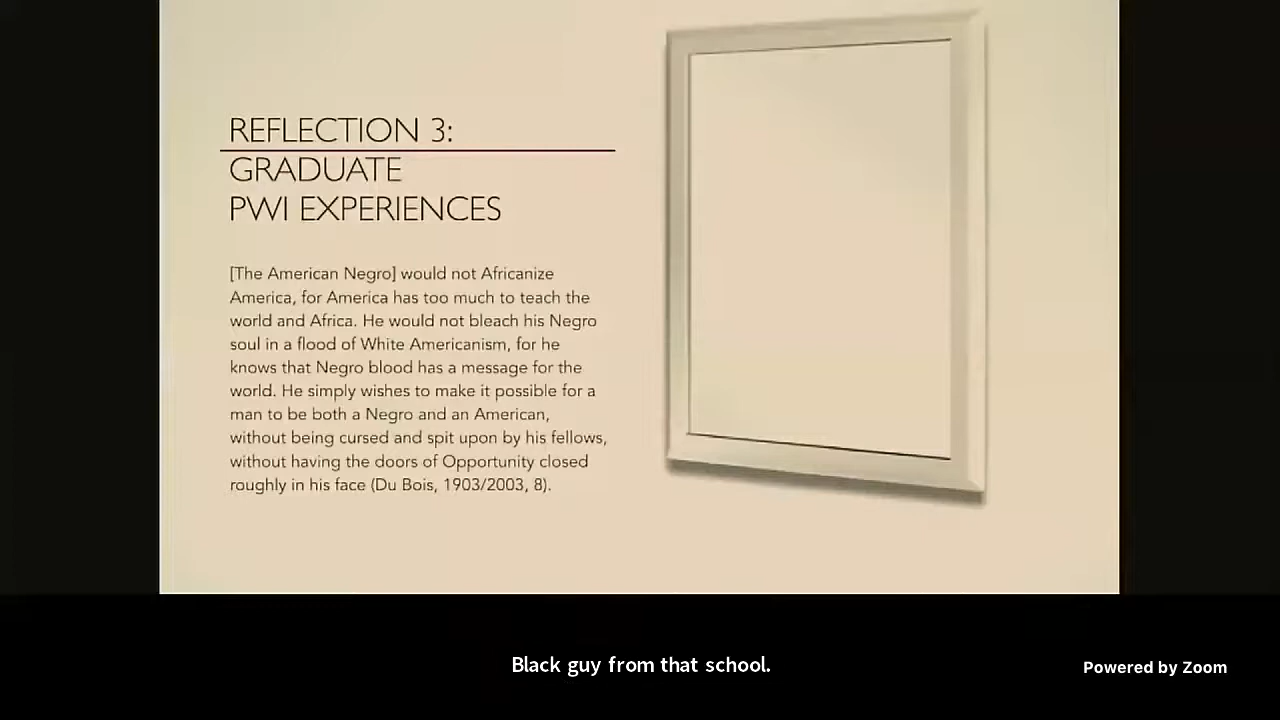 REFLECTION 3:
GRADUATE
PWI EXPERIENCES
[The American Negro] would not Africanize
America, for America has too much to teach the
world and Africa. He would not bleach his Negro
soul in a flood of White Americanism, for he
knows that Negro blood has a message for the
world. He simply wishes to make it possible for a
man to be both a Negro and an American,
without being cursed and spit upon by his fellows,
without having the doors of Opportunity closed
roughly in his face (Du Bois, 1903/2003, 8).
Black guy from that school.
Powered by Zoom